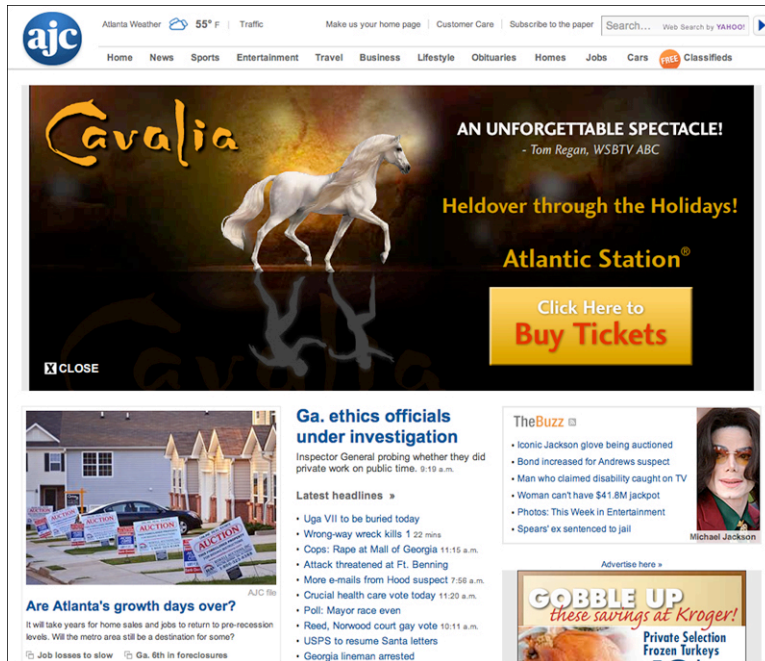 ajc
Atlanta Weather 55° F Traffic
Make us your home page Customer Care Subscribe to the paper
Search... Web Search by YAHOO!
Home News Sports Entertainment Travel Business Lifestyle Obituaries Homes Jobs Cars FREE Classifieds
Cavalia
AN UNFORGETTABLE SPECTACLE!
- Tom Regan, WSBTV ABC
Heldover through the Holidays!
Atlantic Station®
Click Here to
Buy Tickets
X CLOSE
Cavalia
AUCTION
AUCTION
AUCTION
AUCTION
AJC file
Are Atlanta's growth days over?
It will take years for home sales and jobs to return to pre-recession
levels. Will the metro area still be a destination for some?
Job losses to slow Ga. 6th in foreclosures
Ga. ethics officials
under investigation
Inspector General probing whether they did
private work on public time. 9:19 a.m.
Latest headlines »
• Uga VII to be buried today
• Wrong-way wreck kills 1 22 mins
• Cops: Rape at Mall of Georgia 11:15 a.m.
• Attack threatened at Ft. Benning
• More e-mails from Hood suspect 7:56 a.m.
• Crucial health care vote today 11:20 a.m.
• Poll: Mayor race even
• Reed, Norwood court gay vote 10:11 a.m.
• USPS to resume Santa letters
• Georgia lineman arrested
TheBuzz
• Iconic Jackson glove being auctioned
• Bond increased for Andrews suspect
• Man who claimed disability caught on TV
• Woman can't have $41.8M jackpot
• Photos: This Week in Entertainment
• Spears' ex sentenced to jail
Michael Jackson
Advertise here »
GOBBLE UP
these savings at Kroger!
Private Selection
Frozen Turkeys